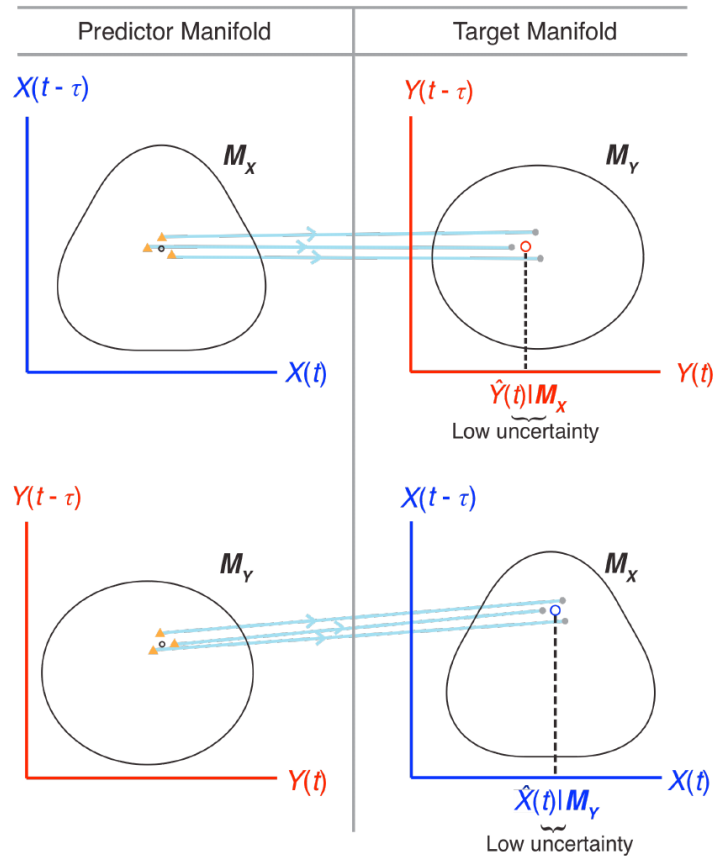 Predictor Manifold
Target Manifold
X(t - τ)
M_X
X(t)
Y(t - τ)
M_Y
Y(t)
Ŷ(t)|M_X
Low uncertainty
Y(t - τ)
M_Y
Y(t)
X(t - τ)
M_X
X(t)
X̂(t)|M_Y
Low uncertainty